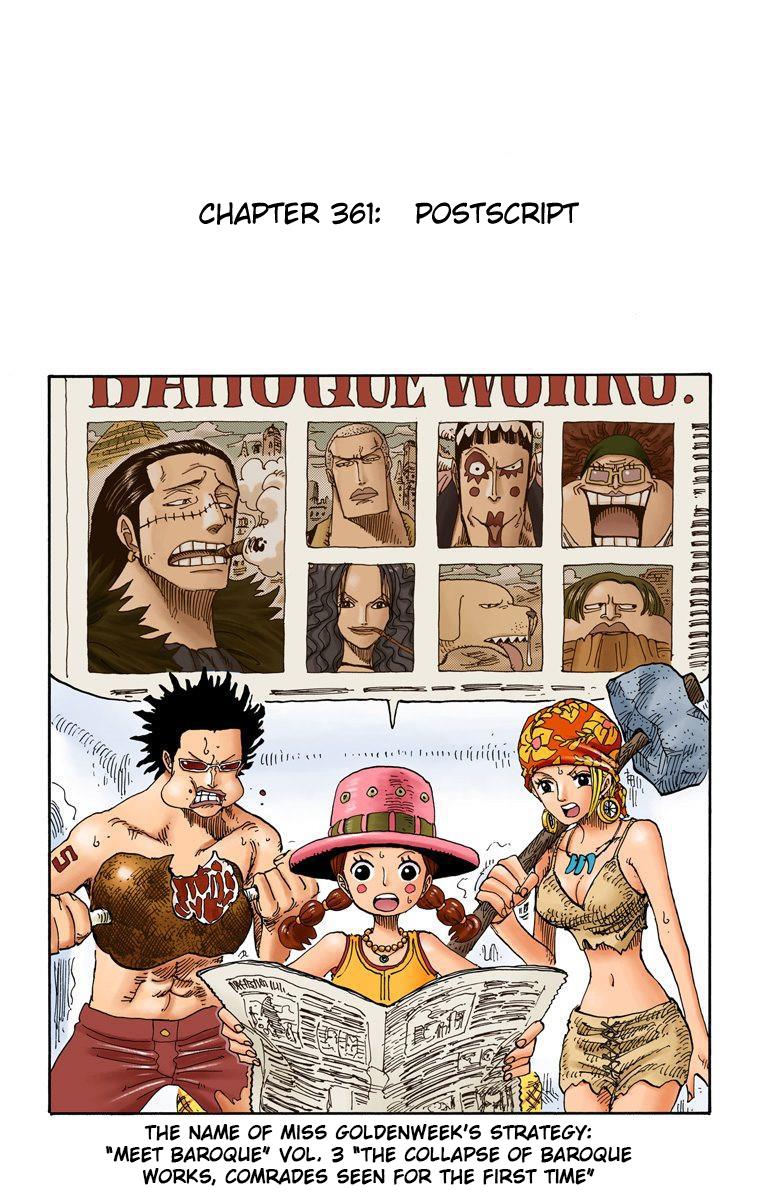 CHAPTER 361: POSTSCRIPT
BAROQUE WORKS.
5
THE NAME OF MISS GOLDENWEEK'S STRATEGY:
"MEET BAROQUE" VOL. 3 "THE COLLAPSE OF BAROQUE
WORKS, COMRADES SEEN FOR THE FIRST TIME"